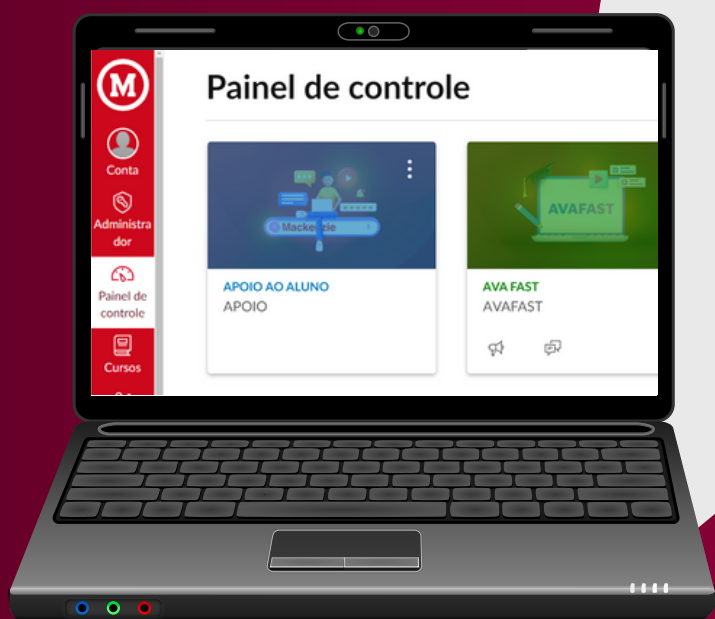 M
Painel de controle
Conta
Administra
dor
Painel de
controle
Cursos
Mackenzie
APOIO AO ALUNO
APOIO
AVAFAST
AVA FAST
AVAFAST